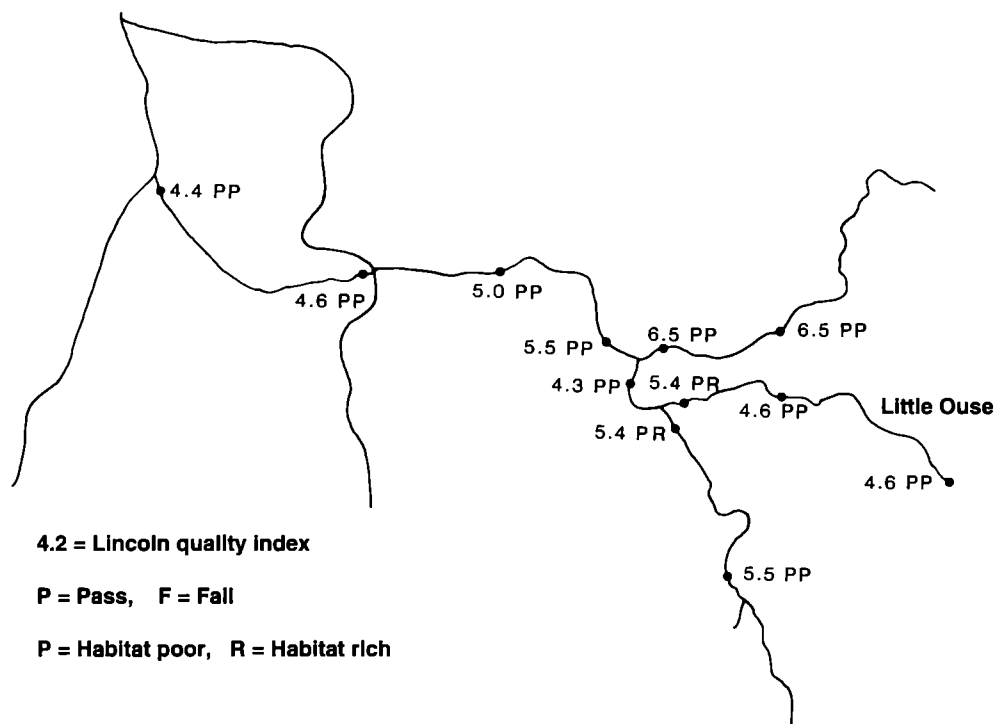 4.4 PP
4.6 PP
5.0 PP
5.5 PP
6.5 PP
6.5 PP
4.3 PP
5.4 PR
4.6 PP
Little Ouse
5.4 PR
4.6 PP
5.5 PP
4.2 = Lincoln quality index
P = Pass, F = Fail
P = Habitat poor, R = Habitat rich